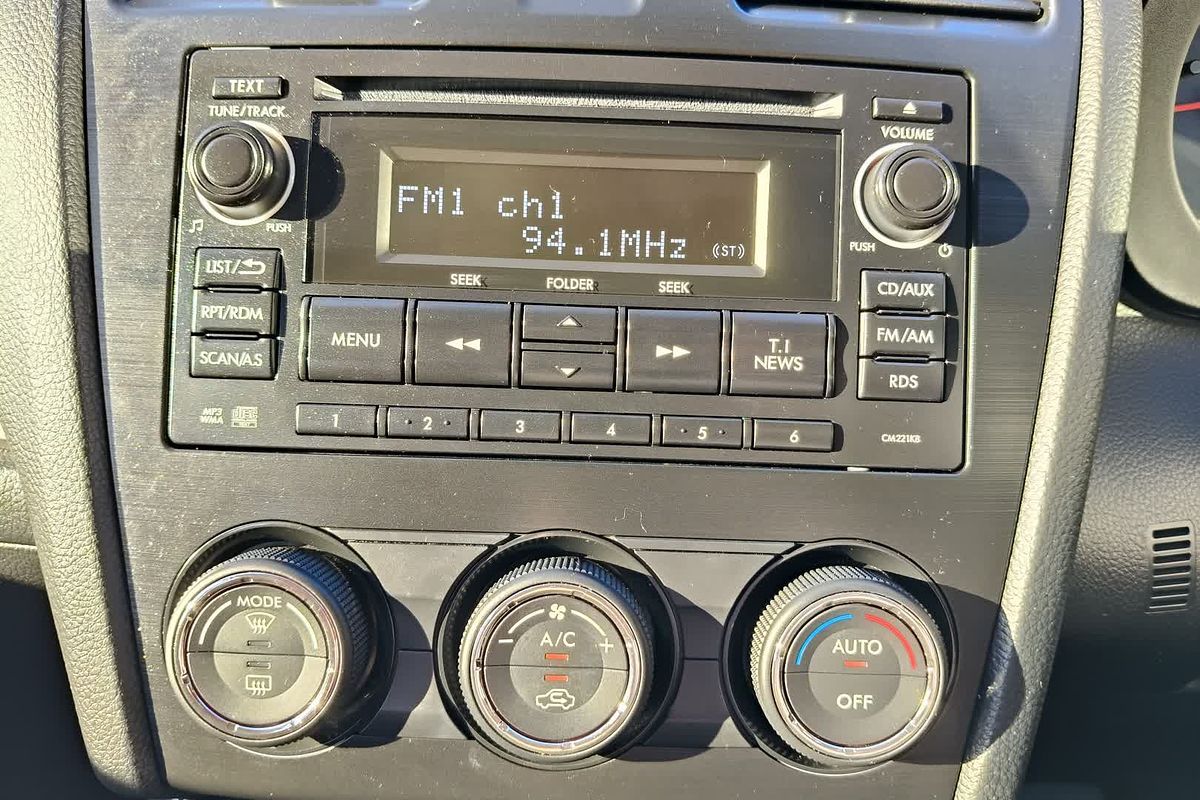 TEXT
TUNE/TRACK
VOLUME
FM1 ch1
94.1MHz
((ST))
PUSH
PUSH
SEEK
FOLDER
SEEK
LIST/
CD/AUX
RPT/RDM
FM/AM
SCAN/A.S
RDS
MENU
T.I
NEWS
MP3
WMA
1
2
3
4
5
6
CM221KB
MODE
- +
A/C
AUTO
OFF